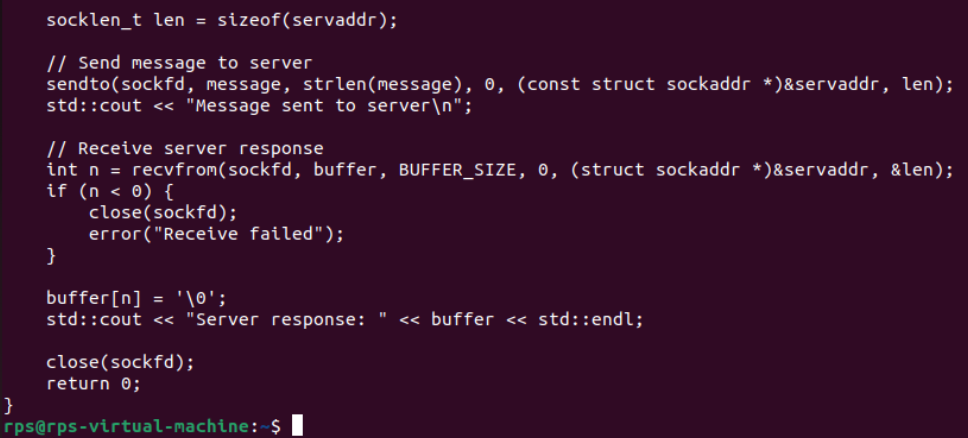 socklen_t len = sizeof(servaddr);
// Send message to server
sendto(sockfd, message, strlen(message), 0, (const struct sockaddr *)&servaddr, len);
std::cout << "Message sent to server\n";
// Receive server response
int n = recvfrom(sockfd, buffer, BUFFER_SIZE, 0, (struct sockaddr *)&servaddr, &len);
if (n < 0) {
close(sockfd);
error("Receive failed");
}
buffer[n] = '\0';
std::cout << "Server response: " << buffer << std::endl;
close(sockfd);
return 0;
}
rps@rps-virtual-machine:~$